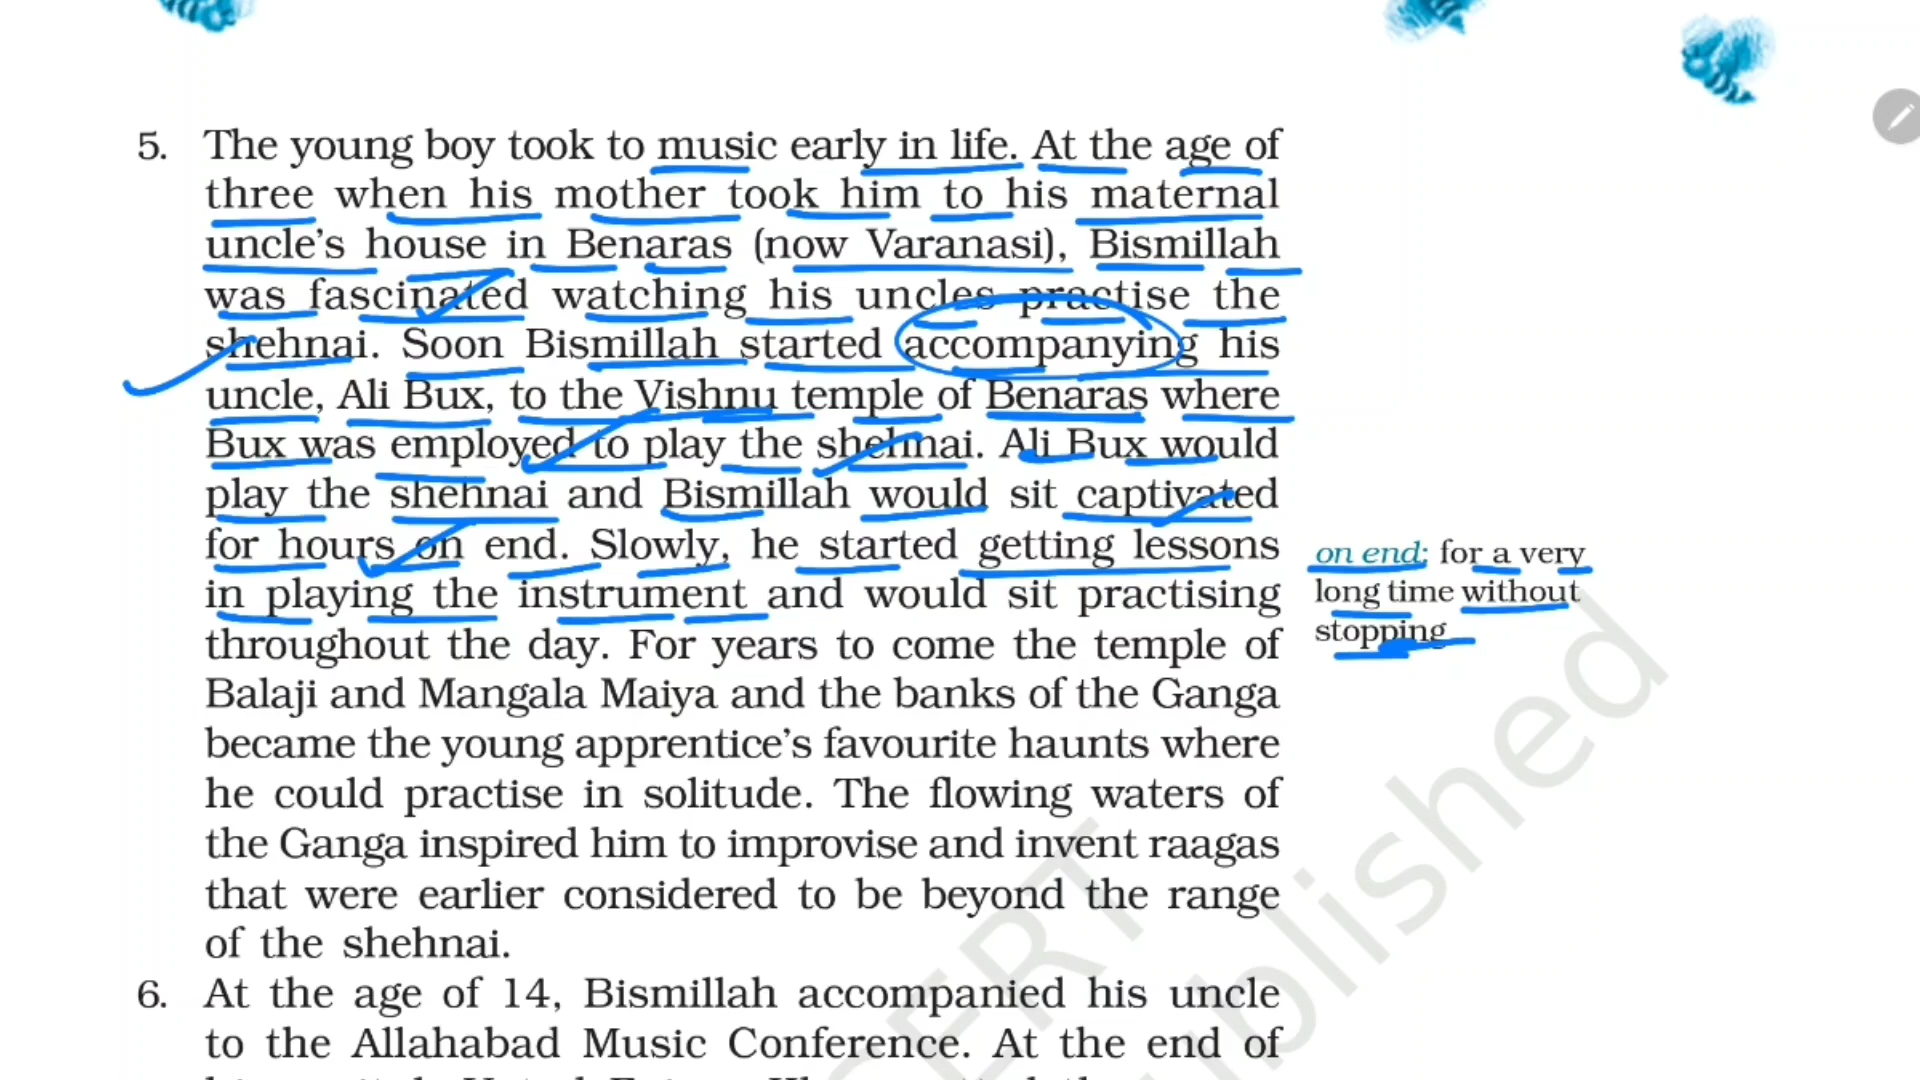 5. The young boy took to music early in life. At the age of
three when his mother took him to his maternal
uncle's house in Benaras (now Varanasi), Bismillah
was fascinated watching his uncles practise the
shehnai. Soon Bismillah started accompanying his
uncle, Ali Bux, to the Vishnu temple of Benaras where
Bux was employed to play the shehnai. Ali Bux would
play the shehnai and Bismillah would sit captivated
for hours on end. Slowly, he started getting lessons
in playing the instrument and would sit practising
throughout the day. For years to come the temple of
Balaji and Mangala Maiya and the banks of the Ganga
became the young apprentice's favourite haunts where
he could practise in solitude. The flowing waters of
the Ganga inspired him to improvise and invent raagas
that were earlier considered to be beyond the range
of the shehnai.
6. At the age of 14, Bismillah accompanied his uncle
to the Allahabad Music Conference. At the end of
on end: for a very
long time without
stopping